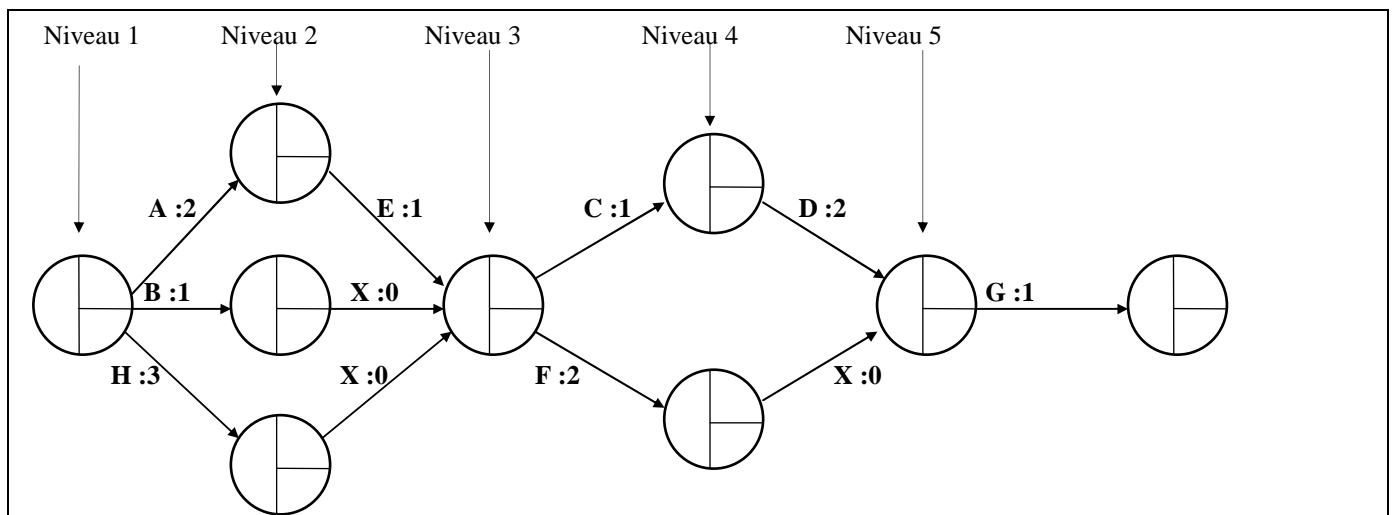 Niveau 1 Niveau 2 Niveau 3 Niveau 4 Niveau 5
A :2 E :1 C :1 D :2
B :1 X :0 G :1
H :3 X :0 F :2 X :0